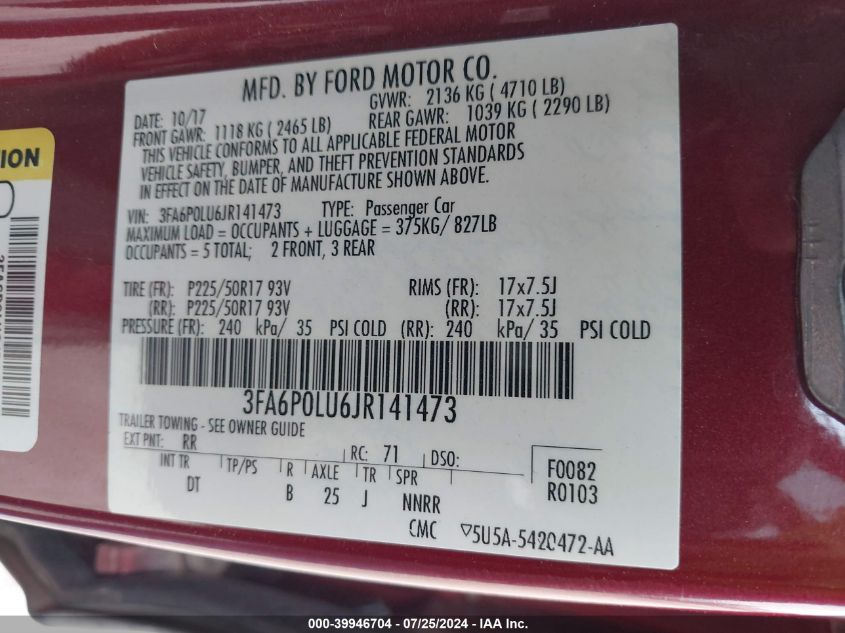 MFD. BY FORD MOTOR CO.
DATE: 10/17 GVWR: 2136 KG ( 4710 LB)
FRONT GAWR: 1118 KG ( 2465 LB) REAR GAWR: 1039 KG ( 2290 LB)
THIS VEHICLE CONFORMS TO ALL APPLICABLE FEDERAL MOTOR
VEHICLE SAFETY, BUMPER, AND THEFT PREVENTION STANDARDS
IN EFFECT ON THE DATE OF MANUFACTURE SHOWN ABOVE.
VIN: 3FA6P0LU6JR141473 TYPE: Passenger Car
MAXIMUM LOAD = OCCUPANTS + LUGGAGE = 375KG/ 827LB
OCCUPANTS = 5 TOTAL; 2 FRONT, 3 REAR
TIRE (FR): P225/50R17 93V RIMS (FR): 17x7.5J
(RR): P225/50R17 93V (RR): 17x7.5J
PRESSURE (FR): 240 kPa/ 35 PSI COLD (RR): 240 kPa/ 35 PSI COLD
3FA6P0LU6JR141473
TRAILER TOWING - SEE OWNER GUIDE
EXT PNT: RR RC: 71 DSO:
INT TR TP/PS R AXLE TR SPR
DT B 25 J NNRR
F0082
R0103
CMC ▽5U5A-5420472-AA
000-39946704 - 07/25/2024 - IAA Inc.